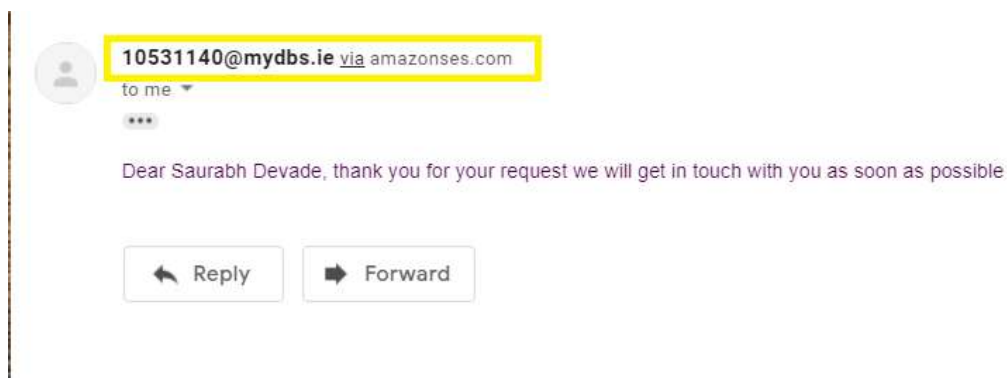 10531140@mydbs.ie via amazonses.com
to me
Dear Saurabh Devade, thank you for your request we will get in touch with you as soon as possible
Reply
Forward